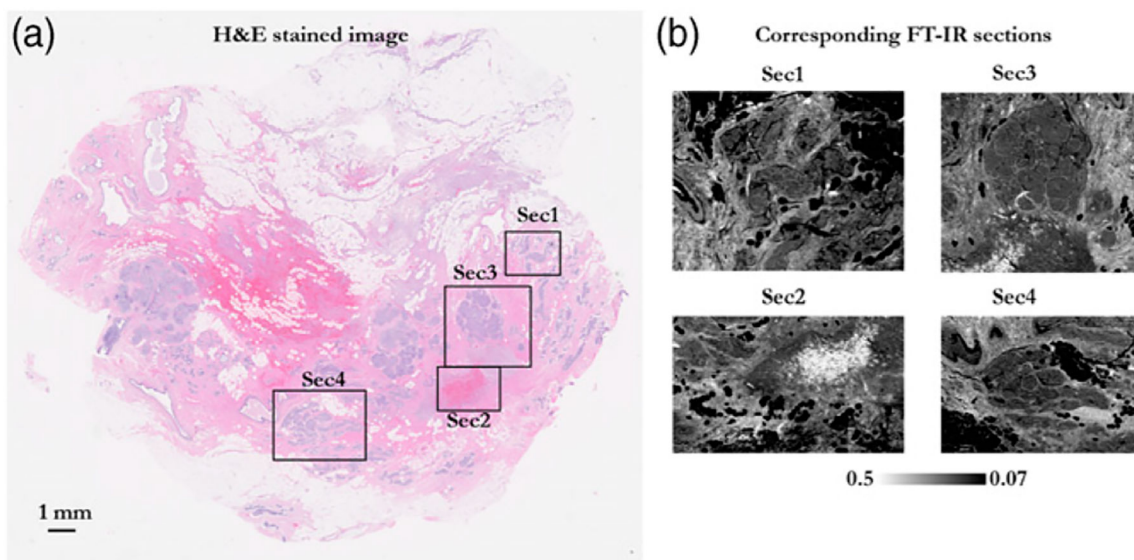 (a)
H&E stained image
Sec1
Sec3
Sec4
Sec2
1 mm
(b)
Corresponding FT-IR sections
Sec1
Sec3
Sec2
Sec4
0.5
0.07